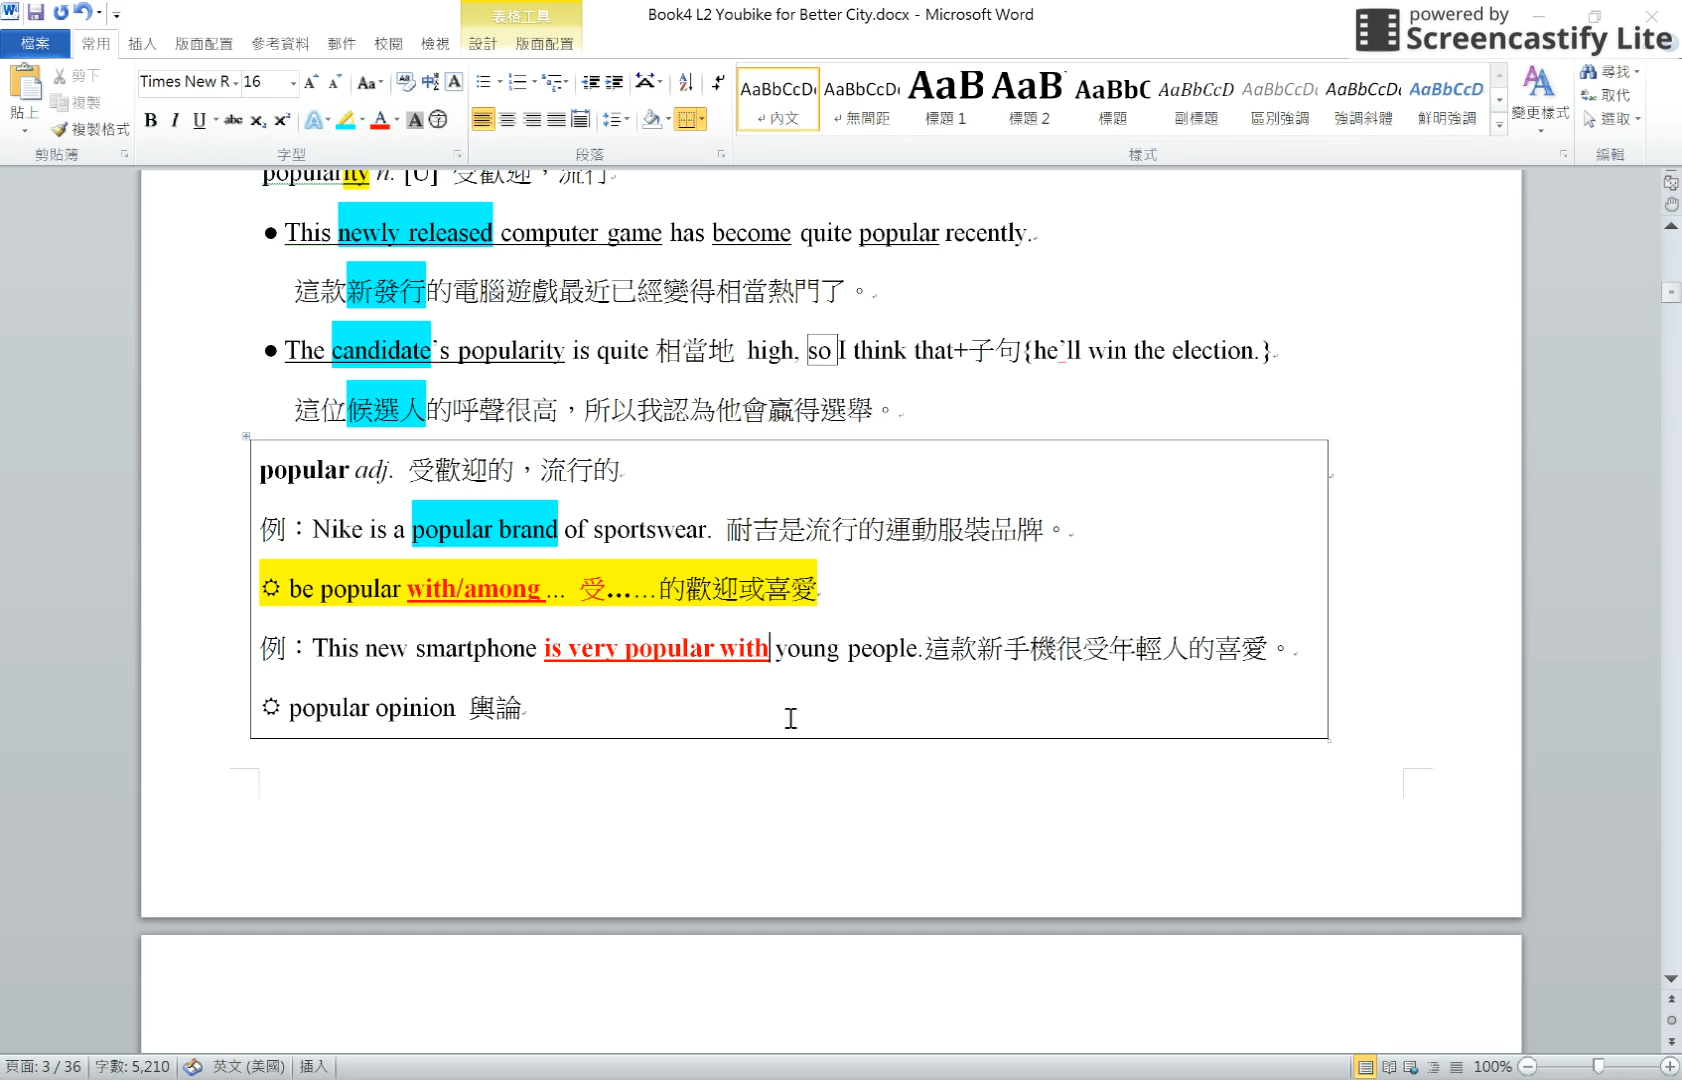 Book4 L2 Youbike for Better City.docx - Microsoft Word
表格工具
powered by
Screencastify Lite
檔案 常用 插入 版面配置 參考資料 郵件 校閱 檢視 設計 版面配置
貼上 剪下 複製 複製格式
Times New R 16
AaBbCcDc AaBbCcDc AaB AaB AaBbC AaBbCcD AaBbCcDc AaBbCcDc AaBbCcD
內文 無間距 標題 1 標題 2 標題 副標題 區別強調 強調斜體 鮮明強調
變更樣式 尋找 取代 選取
剪貼簿 字型 段落 樣式 編輯
popularity n. [U] 受歡迎，流行
● This newly released computer game has become quite popular recently.
這款新發行的電腦遊戲最近已經變得相當熱門了。
● The candidate’s popularity is quite 相當地 high, so I think that+子句{he`ll win the election.}
這位候選人的呼聲很高，所以我認為他會贏得選舉。
popular adj. 受歡迎的，流行的
例：Nike is a popular brand of sportswear. 耐吉是流行的運動服裝品牌。
☼ be popular with/among ... 受……的歡迎或喜愛
例：This new smartphone is very popular with young people.這款新手機很受年輕人的喜愛。
☼ popular opinion 輿論
頁面: 3 / 36 字數: 5,210 英文 (美國) 插入 100%